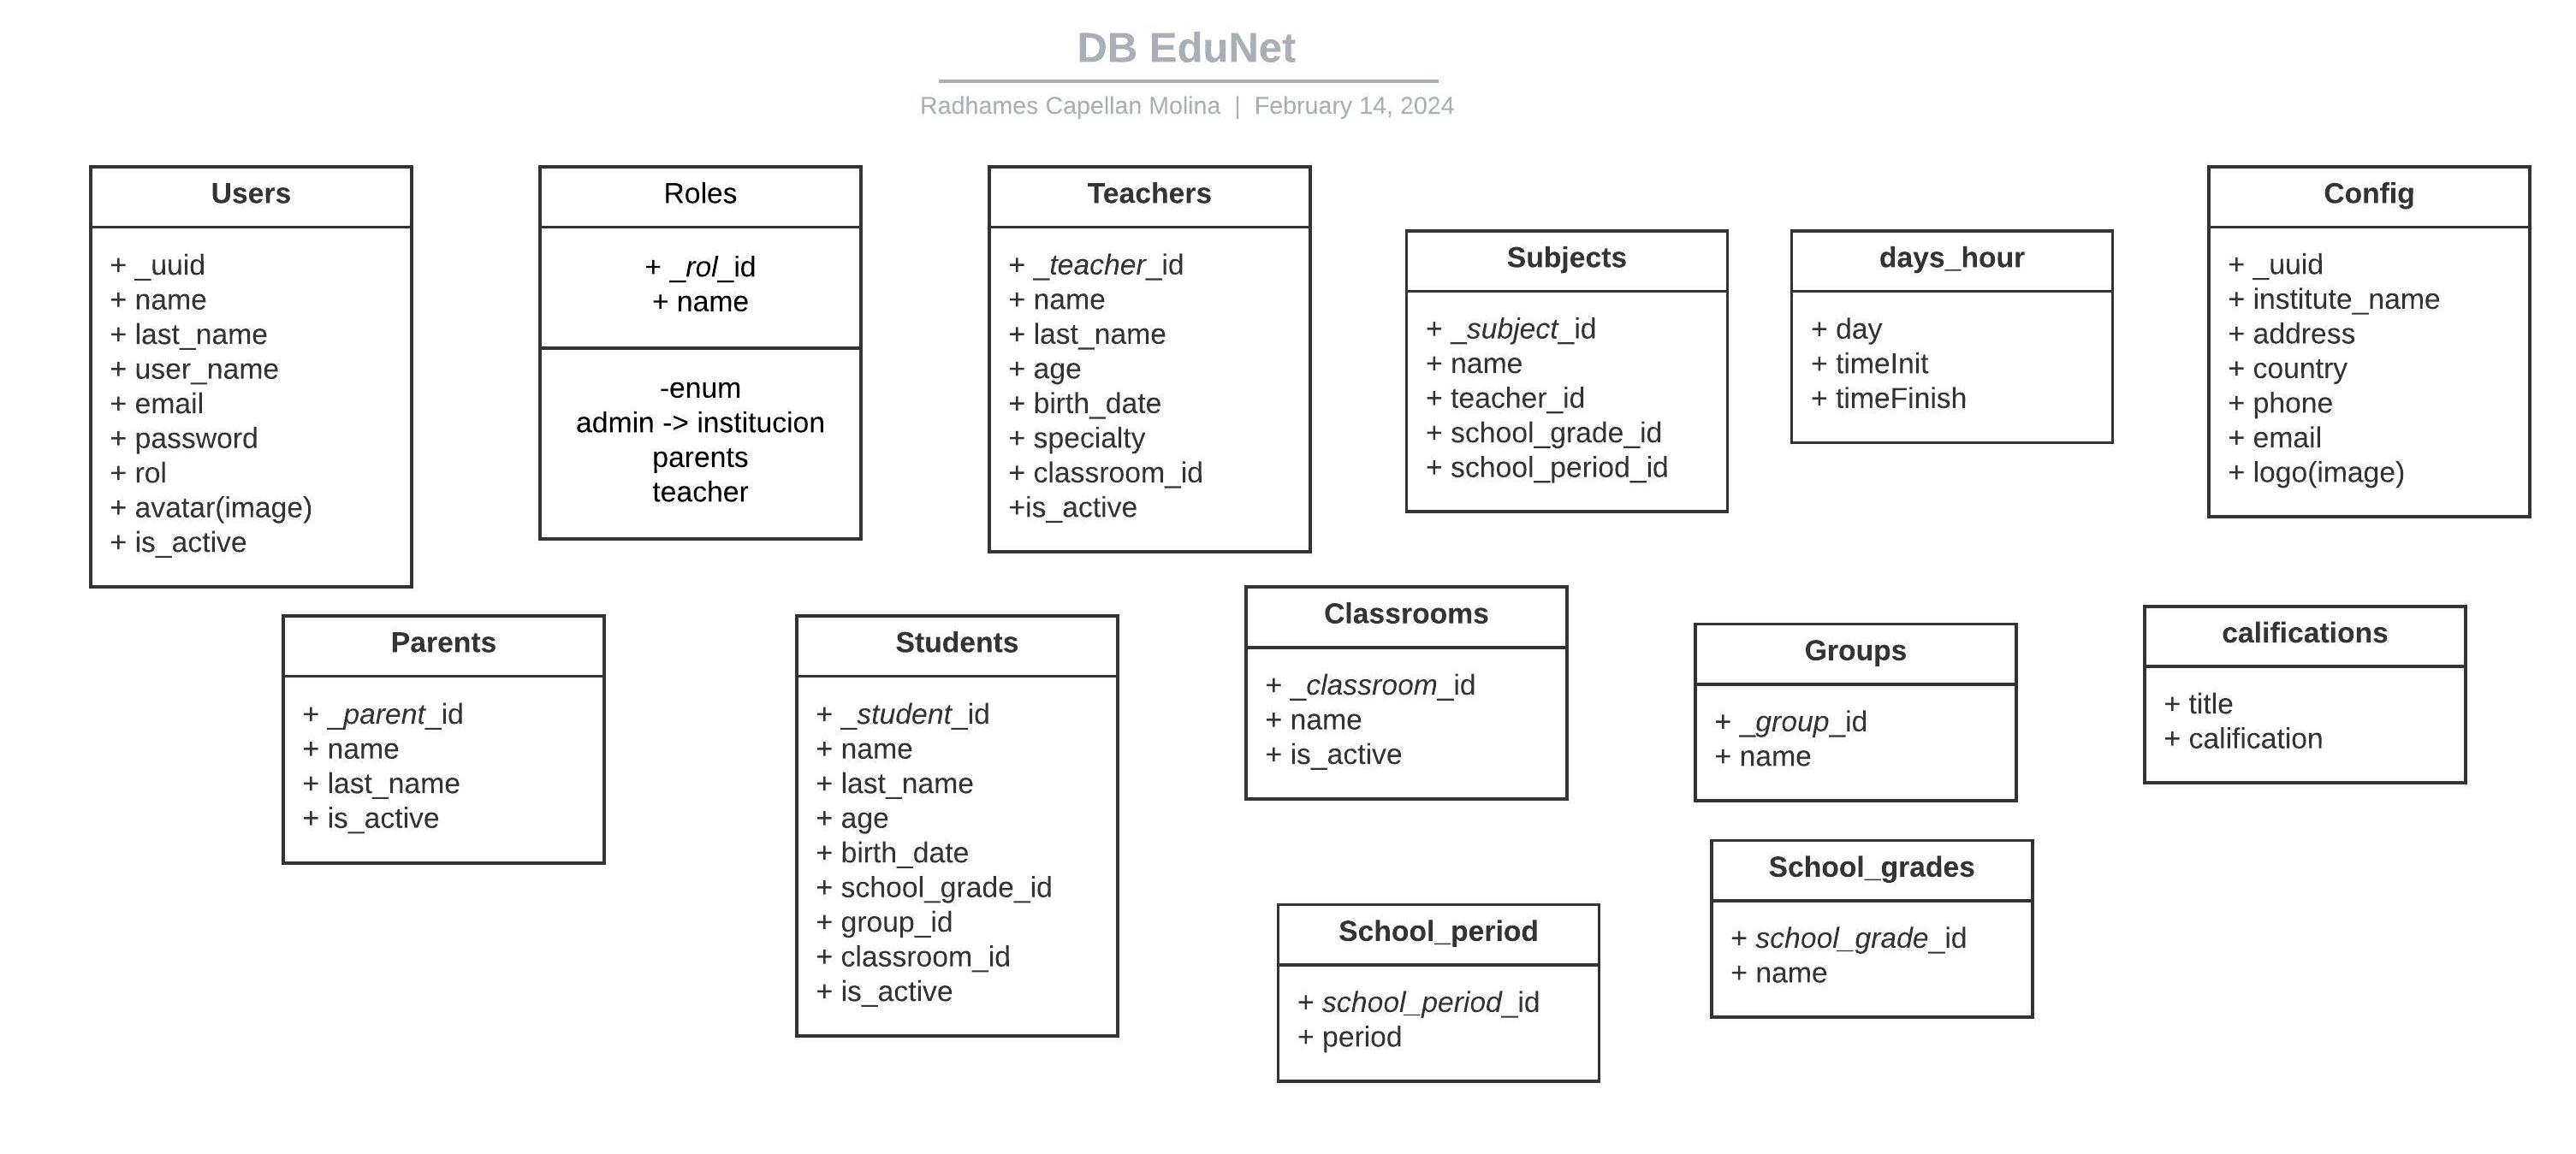 DB EduNet
Radhames Capellan Molina | February 14, 2024
Users
+ _uuid
+ name
+ last_name
+ user_name
+ email
+ password
+ rol
+ avatar(image)
+ is_active
Roles
+ _rol_id
+ name
-enum
admin -> institucion
parents
teacher
Teachers
+ _teacher_id
+ name
+ last_name
+ age
+ birth_date
+ specialty
+ classroom_id
+is_active
Subjects
+ _subject_id
+ name
+ teacher_id
+ school_grade_id
+ school_period_id
days_hour
+ day
+ timeInit
+ timeFinish
Config
+ _uuid
+ institute_name
+ address
+ country
+ phone
+ email
+ logo(image)
Parents
+ _parent_id
+ name
+ last_name
+ is_active
Students
+ _student_id
+ name
+ last_name
+ age
+ birth_date
+ school_grade_id
+ group_id
+ classroom_id
+ is_active
Classrooms
+ _classroom_id
+ name
+ is_active
Groups
+ _group_id
+ name
califications
+ title
+ calification
School_period
+ school_period_id
+ period
School_grades
+ school_grade_id
+ name